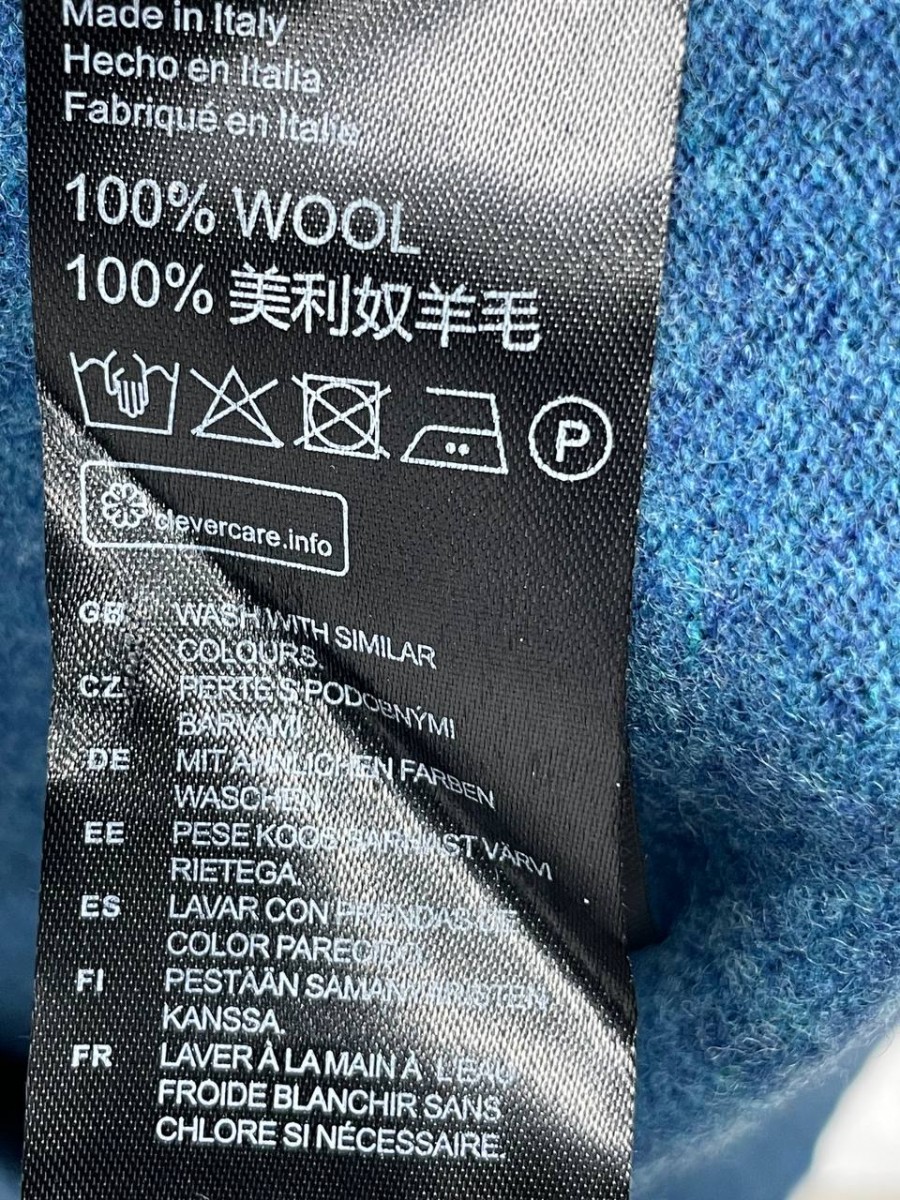 Made in Italy
Hecho en Italia
Fabriqué en Italie
100% WOOL
100% 美利奴羊毛
P
clevercare.info
GB WASH WITH SIMILAR
COLOURS.
CZ PERTE S PODOBNÝMI
BARVAMI
DE MIT ÄHNLICHEN FARBEN
WASCHEN
EE PESE KOOS SARNAST VÄRVI
RIETEGA.
ES LAVAR CON PRENDAS DE
COLOR PARECIDO.
FI PESTÄÄN
KANSSA.
FR LAVER À LA MAIN À L'EAU
FROIDE BLANCHIR SANS
CHLORE SI NÉCESSAIRE.